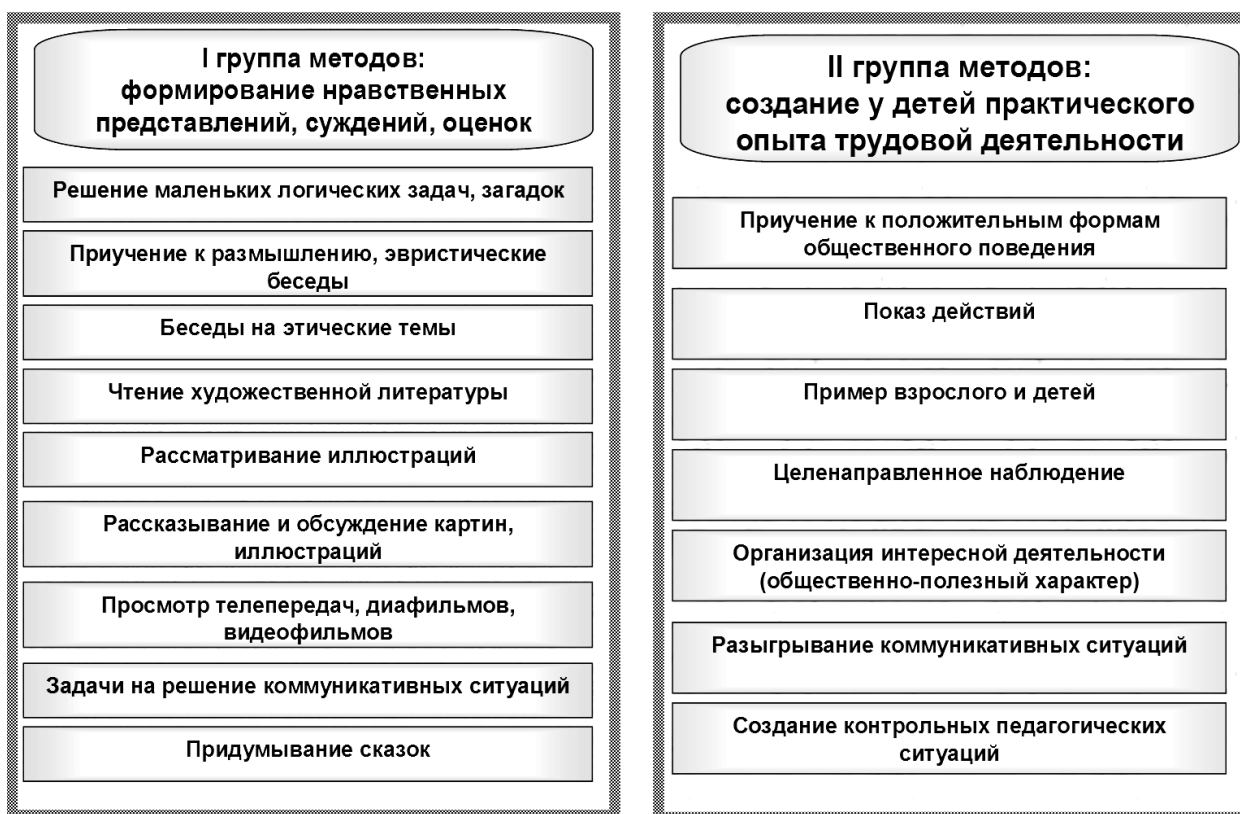 I группа методов:
формирование нравственных
представлений, суждений, оценок
Решение маленьких логических задач, загадок
Приучение к размышлению, эвристические
беседы
Беседы на этические темы
Чтение художественной литературы
Рассматривание иллюстраций
Рассказывание и обсуждение картин,
иллюстраций
Просмотр телепередач, диафильмов,
видеофильмов
Задачи на решение коммуникативных ситуаций
Придумывание сказок
II группа методов:
создание у детей практического
опыта трудовой деятельности
Приучение к положительным формам
общественного поведения
Показ действий
Пример взрослого и детей
Целенаправленное наблюдение
Организация интересной деятельности
(общественно-полезный характер)
Разыгрывание коммуникативных ситуаций
Создание контрольных педагогических
ситуаций